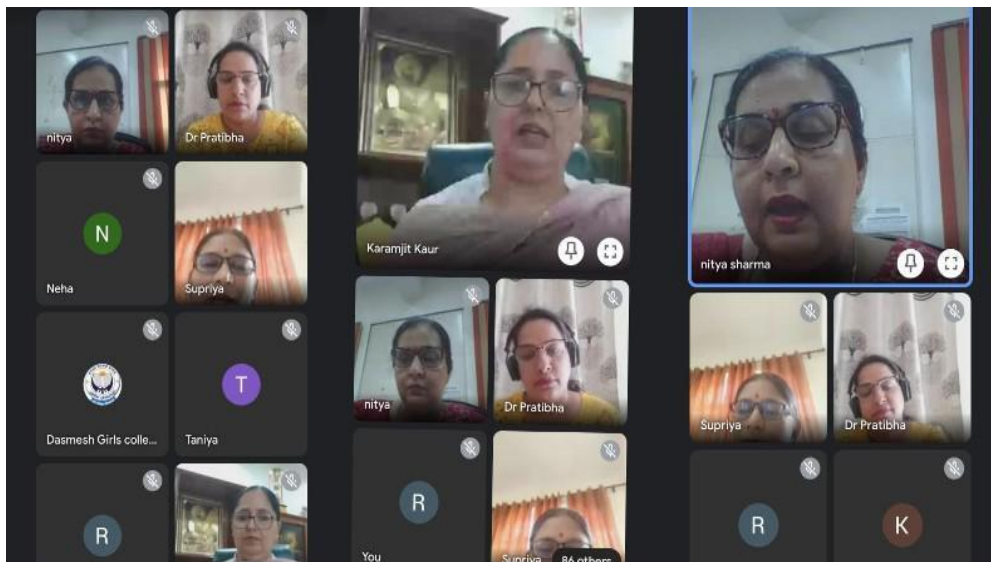 nitya
Dr Pratibha
N
Neha
Supriya
Dasmesh Girls colle...
T
Taniya
R
Karamjit Kaur
nitya
Dr Pratibha
R
You
Supriya
86 others
nitya sharma
Supriya
Dr Pratibha
R
K